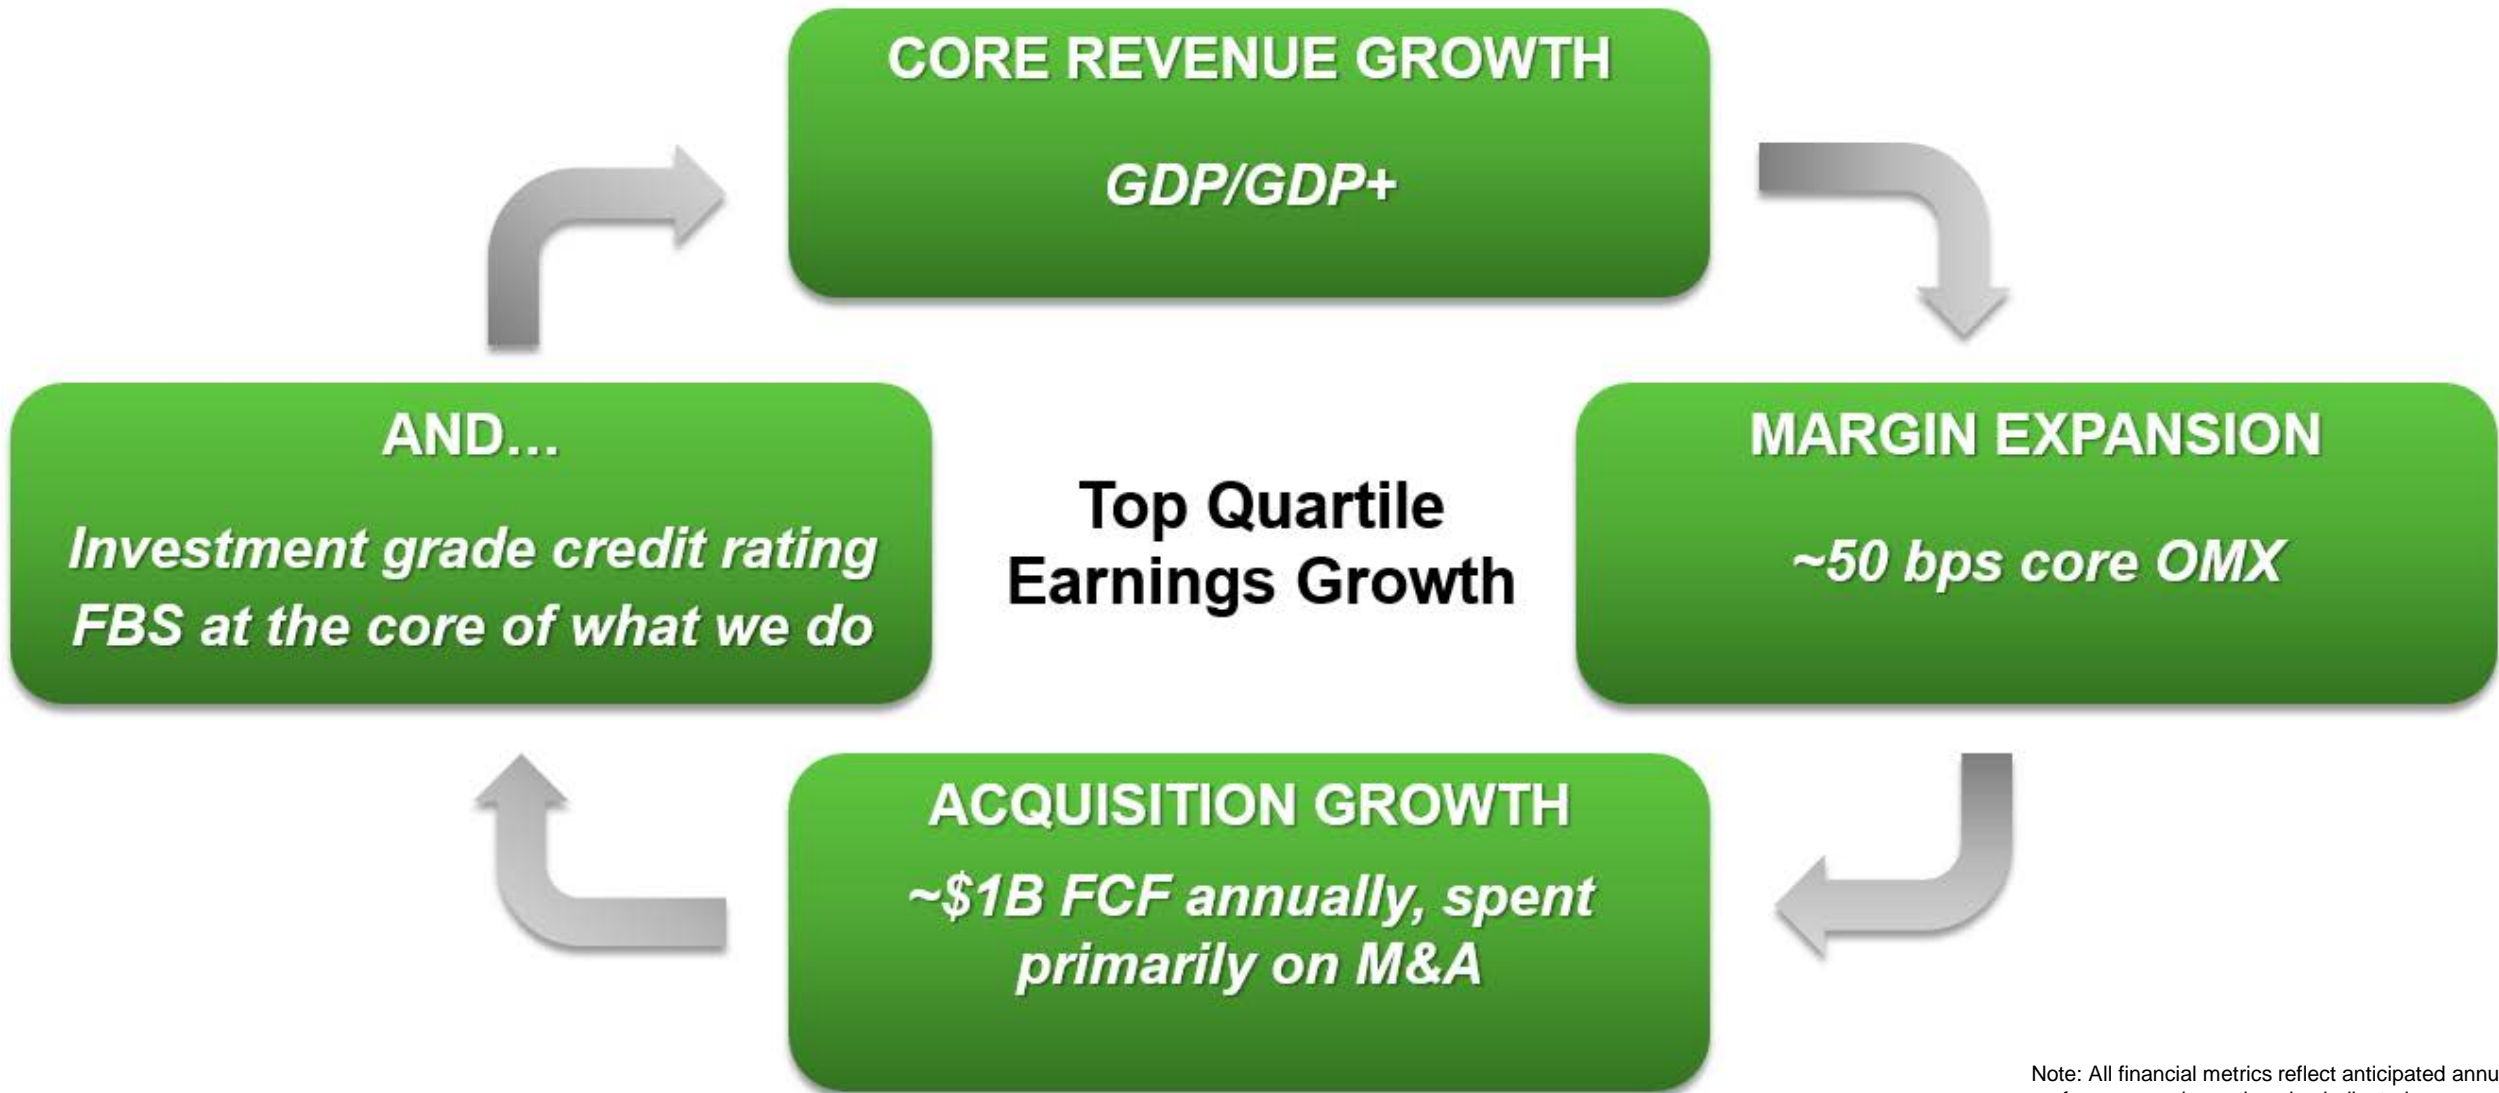 CORE REVENUE GROWTH
GDP/GDP+
AND...
Investment grade credit rating
FBS at the core of what we do
Top Quartile
Earnings Growth
MARGIN EXPANSION
~50 bps core OMX
ACQUISITION GROWTH
~$1B FCF annually, spent
primarily on M&A
Note: All financial metrics reflect anticipated